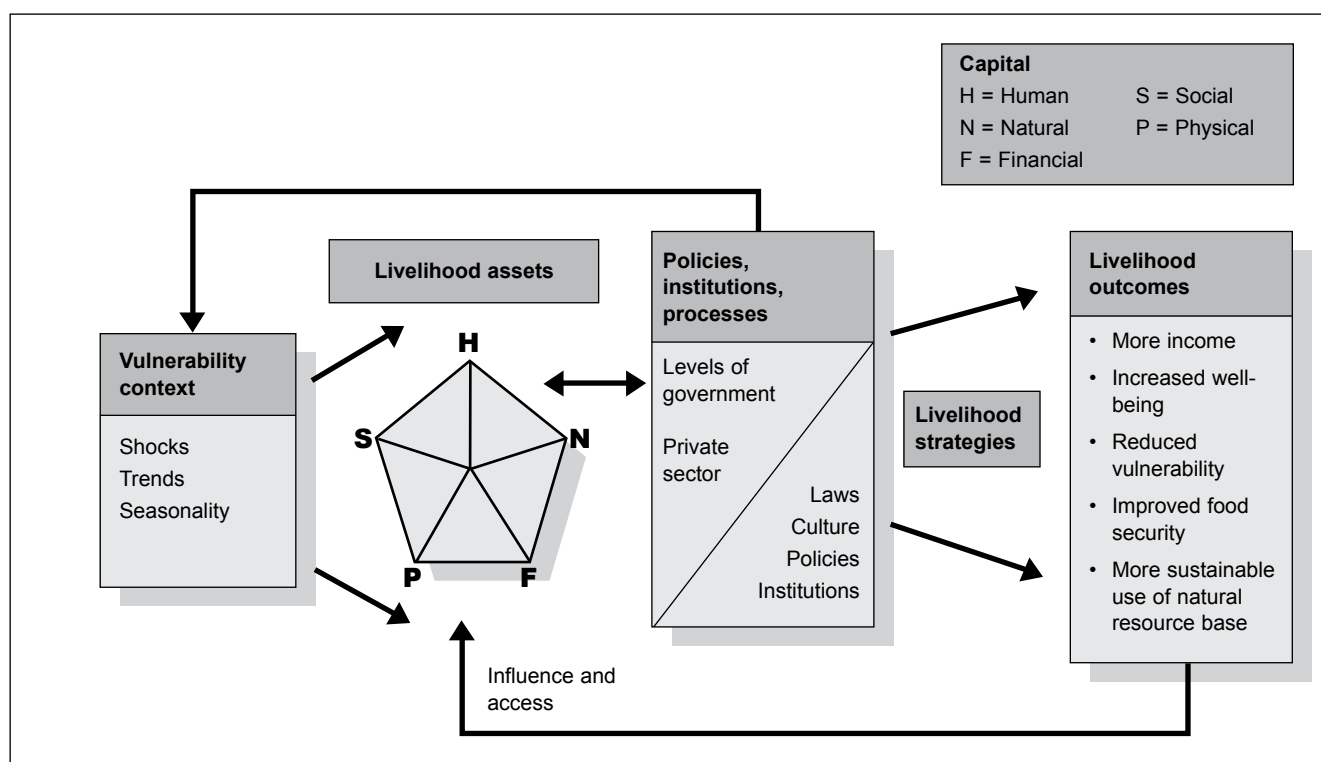 Capital
H = Human S = Social
N = Natural P = Physical
F = Financial
Livelihood assets
Policies,
institutions,
processes
Livelihood
outcomes
Vulnerability
context
Shocks
Trends
Seasonality
H
S
N
P
F
Levels of
government
Private
sector
Laws
Culture
Policies
Institutions
Livelihood
strategies
• More income
• Increased well-
being
• Reduced
vulnerability
• Improved food
security
• More sustainable
use of natural
resource base
Influence and
access